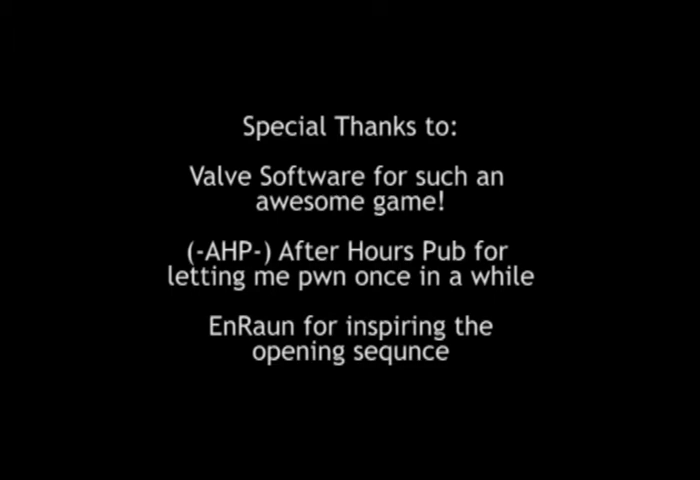 Special Thanks to:
Valve Software for such an
awesome game!
(-AHP-) After Hours Pub for
letting me pwn once in a while
EnRaun for inspiring the
opening sequnce